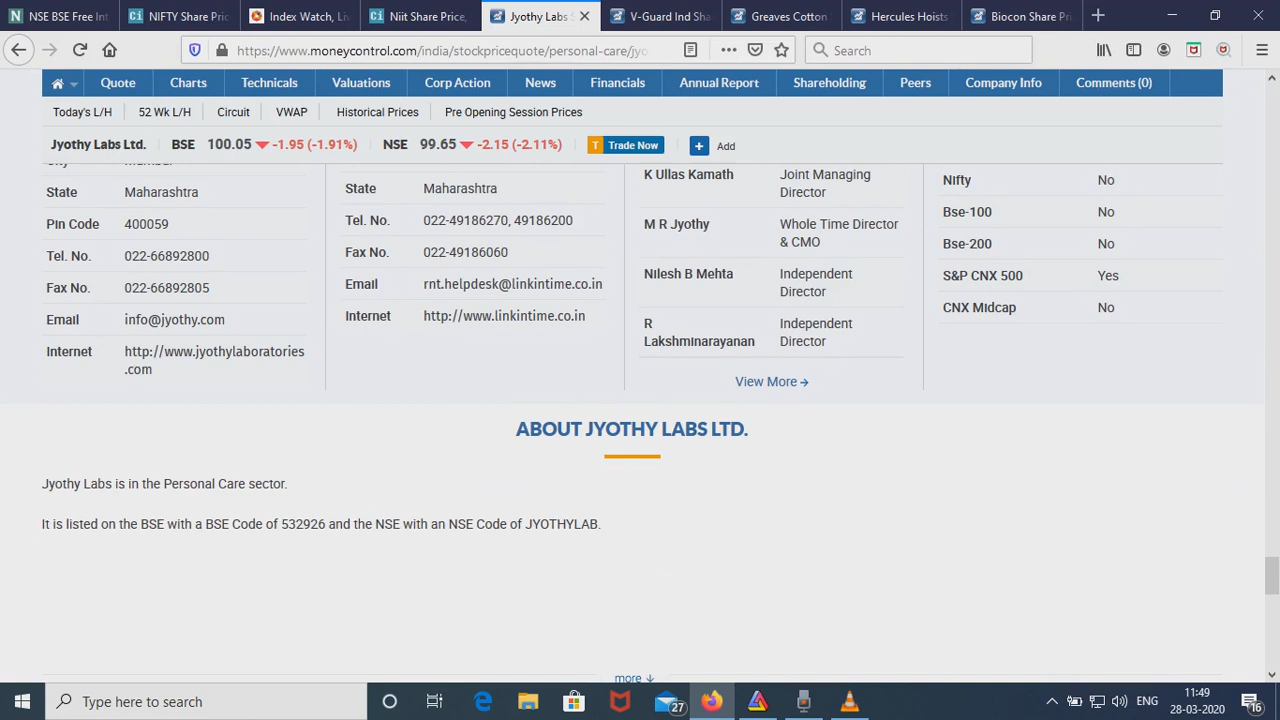 NSE BSE Free Int
NIFTY Share Pric
Index Watch, Liv
Niit Share Price,
Jyothy Labs S
V-Guard Ind Sha
Greaves Cotton
Hercules Hoists
Biocon Share Pri
https://www.moneycontrol.com/india/stockpricequote/personal-care/jyo
Search
Quote Charts Technicals Valuations Corp Action News Financials Annual Report Shareholding Peers Company Info Comments (0)
Today's L/H 52 Wk L/H Circuit VWAP Historical Prices Pre Opening Session Prices
Jyothy Labs Ltd. BSE 100.05 -1.95 (-1.91%) NSE 99.65 -2.15 (-2.11%) T Trade Now + Add
State Maharashtra
Pin Code 400059
Tel. No. 022-66892800
Fax No. 022-66892805
Email info@jyothy.com
Internet http://www.jyothylaboratories
.com
State Maharashtra
Tel. No. 022-49186270, 49186200
Fax No. 022-49186060
Email rnt.helpdesk@linkintime.co.in
Internet http://www.linkintime.co.in
K Ullas Kamath Joint Managing
Director
M R Jyothy Whole Time Director
& CMO
Nilesh B Mehta Independent
Director
R Independent
Lakshminarayanan Director
View More →
Nifty No
Bse-100 No
Bse-200 No
S&P CNX 500 Yes
CNX Midcap No
ABOUT JYOTHY LABS LTD.
Jyothy Labs is in the Personal Care sector.
It is listed on the BSE with a BSE Code of 532926 and the NSE with an NSE Code of JYOTHYLAB.
more ↓
Type here to search
27
ENG
11:49
28-03-2020
16